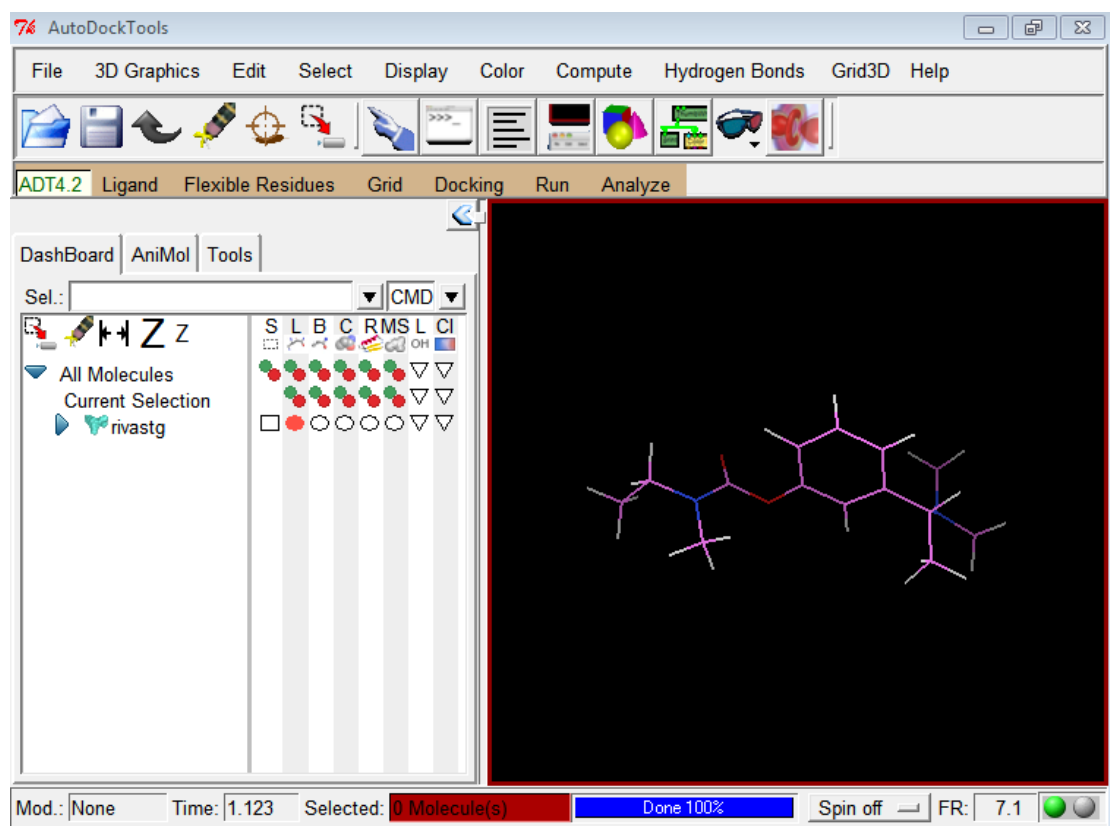 AutoDockTools
File 3D Graphics Edit Select Display Color Compute Hydrogen Bonds Grid3D Help
>>>_
ADT4.2 Ligand Flexible Residues Grid Docking Run Analyze
DashBoard AniMol Tools
Sel.: CMD
Z Z S L B C R MS L Cl
OH
All Molecules
Current Selection
rivastg
Mod.: None Time: 1.123 Selected: 0 Molecule(s) Done 100% Spin off FR: 7.1